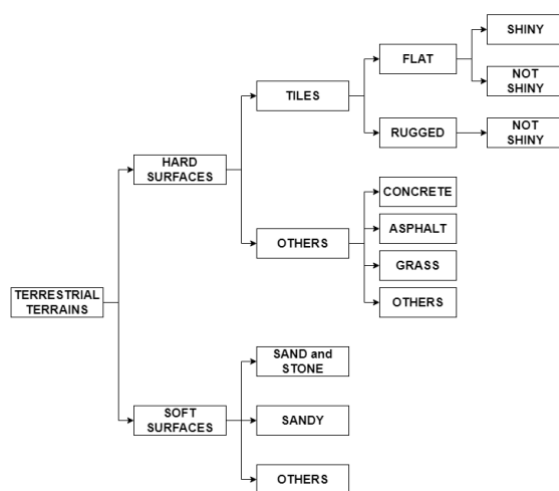 SHINY
FLAT
NOT
SHINY
TILES
RUGGED
NOT
SHINY
HARD
SURFACES
CONCRETE
ASPHALT
OTHERS
GRASS
OTHERS
TERRESTRIAL
TERRAINS
SAND and
STONE
SOFT
SURFACES
SANDY
OTHERS